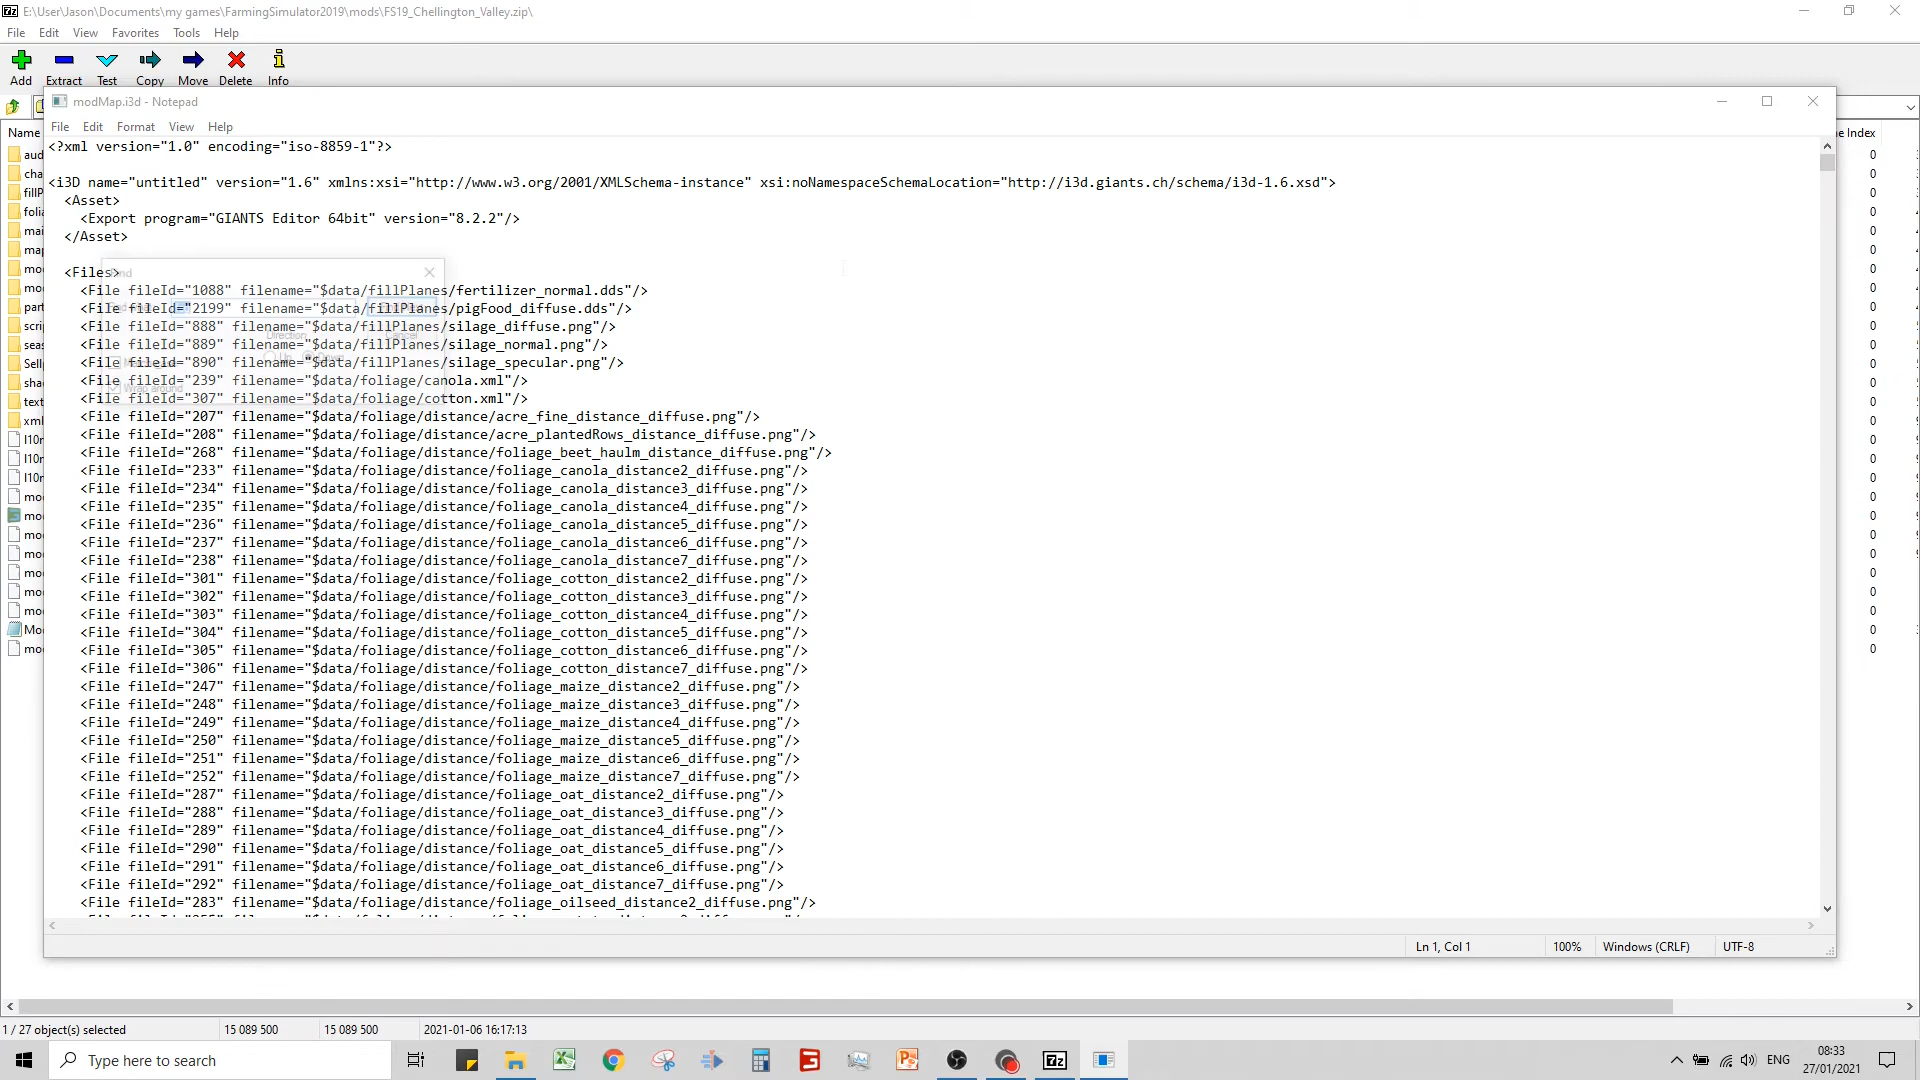 E:\User\Jason\Documents\my games\FarmingSimulator2019\mods\FS19_Chellington_Valley.zip\
File Edit View Favorites Tools Help
Add Extract Test Copy Move Delete Info
modMap.i3d - Notepad
File Edit Format View Help
Name
<?xml version="1.0" encoding="iso-8859-1"?>
<i3D name="untitled" version="1.6" xmlns:xsi="http://www.w3.org/2001/XMLSchema-instance" xsi:noNamespaceSchemaLocation="http://i3d.giants.ch/schema/i3d-1.6.xsd">
<Asset>
<Export program="GIANTS Editor 64bit" version="8.2.2"/>
</Asset>
<Files>
<File fileId="1088" filename="$data/fillPlanes/fertilizer_normal.dds"/>
<File fileId="2199" filename="$data/fillPlanes/pigFood_diffuse.dds"/>
<File fileId="888" filename="$data/fillPlanes/silage_diffuse.png"/>
<File fileId="889" filename="$data/fillPlanes/silage_normal.png"/>
<File fileId="890" filename="$data/fillPlanes/silage_specular.png"/>
<File fileId="239" filename="$data/foliage/canola.xml"/>
<File fileId="307" filename="$data/foliage/cotton.xml"/>
<File fileId="207" filename="$data/foliage/distance/acre_fine_distance_diffuse.png"/>
<File fileId="208" filename="$data/foliage/distance/acre_plantedRows_distance_diffuse.png"/>
<File fileId="268" filename="$data/foliage/distance/foliage_beet_haulm_distance_diffuse.png"/>
<File fileId="233" filename="$data/foliage/distance/foliage_canola_distance2_diffuse.png"/>
<File fileId="234" filename="$data/foliage/distance/foliage_canola_distance3_diffuse.png"/>
<File fileId="235" filename="$data/foliage/distance/foliage_canola_distance4_diffuse.png"/>
<File fileId="236" filename="$data/foliage/distance/foliage_canola_distance5_diffuse.png"/>
<File fileId="237" filename="$data/foliage/distance/foliage_canola_distance6_diffuse.png"/>
<File fileId="238" filename="$data/foliage/distance/foliage_canola_distance7_diffuse.png"/>
<File fileId="301" filename="$data/foliage/distance/foliage_cotton_distance2_diffuse.png"/>
<File fileId="302" filename="$data/foliage/distance/foliage_cotton_distance3_diffuse.png"/>
<File fileId="303" filename="$data/foliage/distance/foliage_cotton_distance4_diffuse.png"/>
<File fileId="304" filename="$data/foliage/distance/foliage_cotton_distance5_diffuse.png"/>
<File fileId="305" filename="$data/foliage/distance/foliage_cotton_distance6_diffuse.png"/>
<File fileId="306" filename="$data/foliage/distance/foliage_cotton_distance7_diffuse.png"/>
<File fileId="247" filename="$data/foliage/distance/foliage_maize_distance2_diffuse.png"/>
<File fileId="248" filename="$data/foliage/distance/foliage_maize_distance3_diffuse.png"/>
<File fileId="249" filename="$data/foliage/distance/foliage_maize_distance4_diffuse.png"/>
<File fileId="250" filename="$data/foliage/distance/foliage_maize_distance5_diffuse.png"/>
<File fileId="251" filename="$data/foliage/distance/foliage_maize_distance6_diffuse.png"/>
<File fileId="252" filename="$data/foliage/distance/foliage_maize_distance7_diffuse.png"/>
<File fileId="287" filename="$data/foliage/distance/foliage_oat_distance2_diffuse.png"/>
<File fileId="288" filename="$data/foliage/distance/foliage_oat_distance3_diffuse.png"/>
<File fileId="289" filename="$data/foliage/distance/foliage_oat_distance4_diffuse.png"/>
<File fileId="290" filename="$data/foliage/distance/foliage_oat_distance5_diffuse.png"/>
<File fileId="291" filename="$data/foliage/distance/foliage_oat_distance6_diffuse.png"/>
<File fileId="292" filename="$data/foliage/distance/foliage_oat_distance7_diffuse.png"/>
<File fileId="283" filename="$data/foliage/distance/foliage_oilseed_distance2_diffuse.png"/>
Direction
Cancel
Wrap around
Ln 1, Col 1 100% Windows (CRLF) UTF-8
1 / 27 object(s) selected 15 089 500 15 089 500 2021-01-06 16:17:13
Type here to search
ENG
08:33
27/01/2021